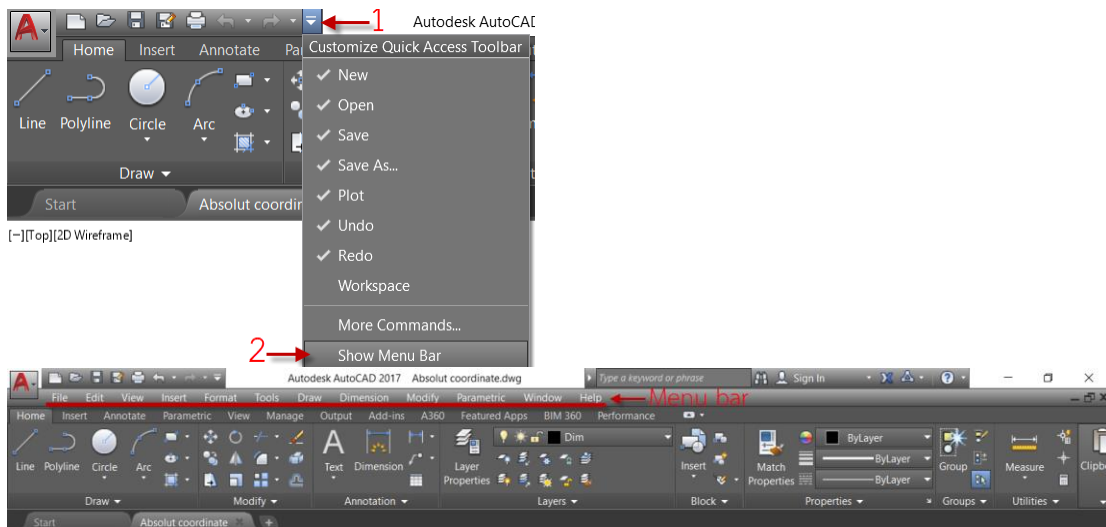 1
Autodesk AutoCAD
Home Insert Annotate Pa
Customize Quick Access Toolbar
New
Open
Save
Save As...
Plot
Undo
Redo
Workspace
More Commands...
2
Show Menu Bar
Line Polyline Circle Arc
Draw
Start Absolut coordin
[−][Top][2D Wireframe]
Autodesk AutoCAD 2017 Absolut coordinate.dwg Type a keyword or phrase Sign In
File Edit View Insert Format Tools Draw Dimension Modify Parametric Window Help Menu bar
Home Insert Annotate Parametric View Manage Output Add-ins A360 Featured Apps BIM 360 Performance
A Dim ByLayer
ByLayer
Line Polyline Circle Arc Text Dimension Layer Properties Insert Match Properties ByLayer Group Measure Clipbo
Draw Modify Annotation Layers Block Properties Groups Utilities
Start Absolut coordinate